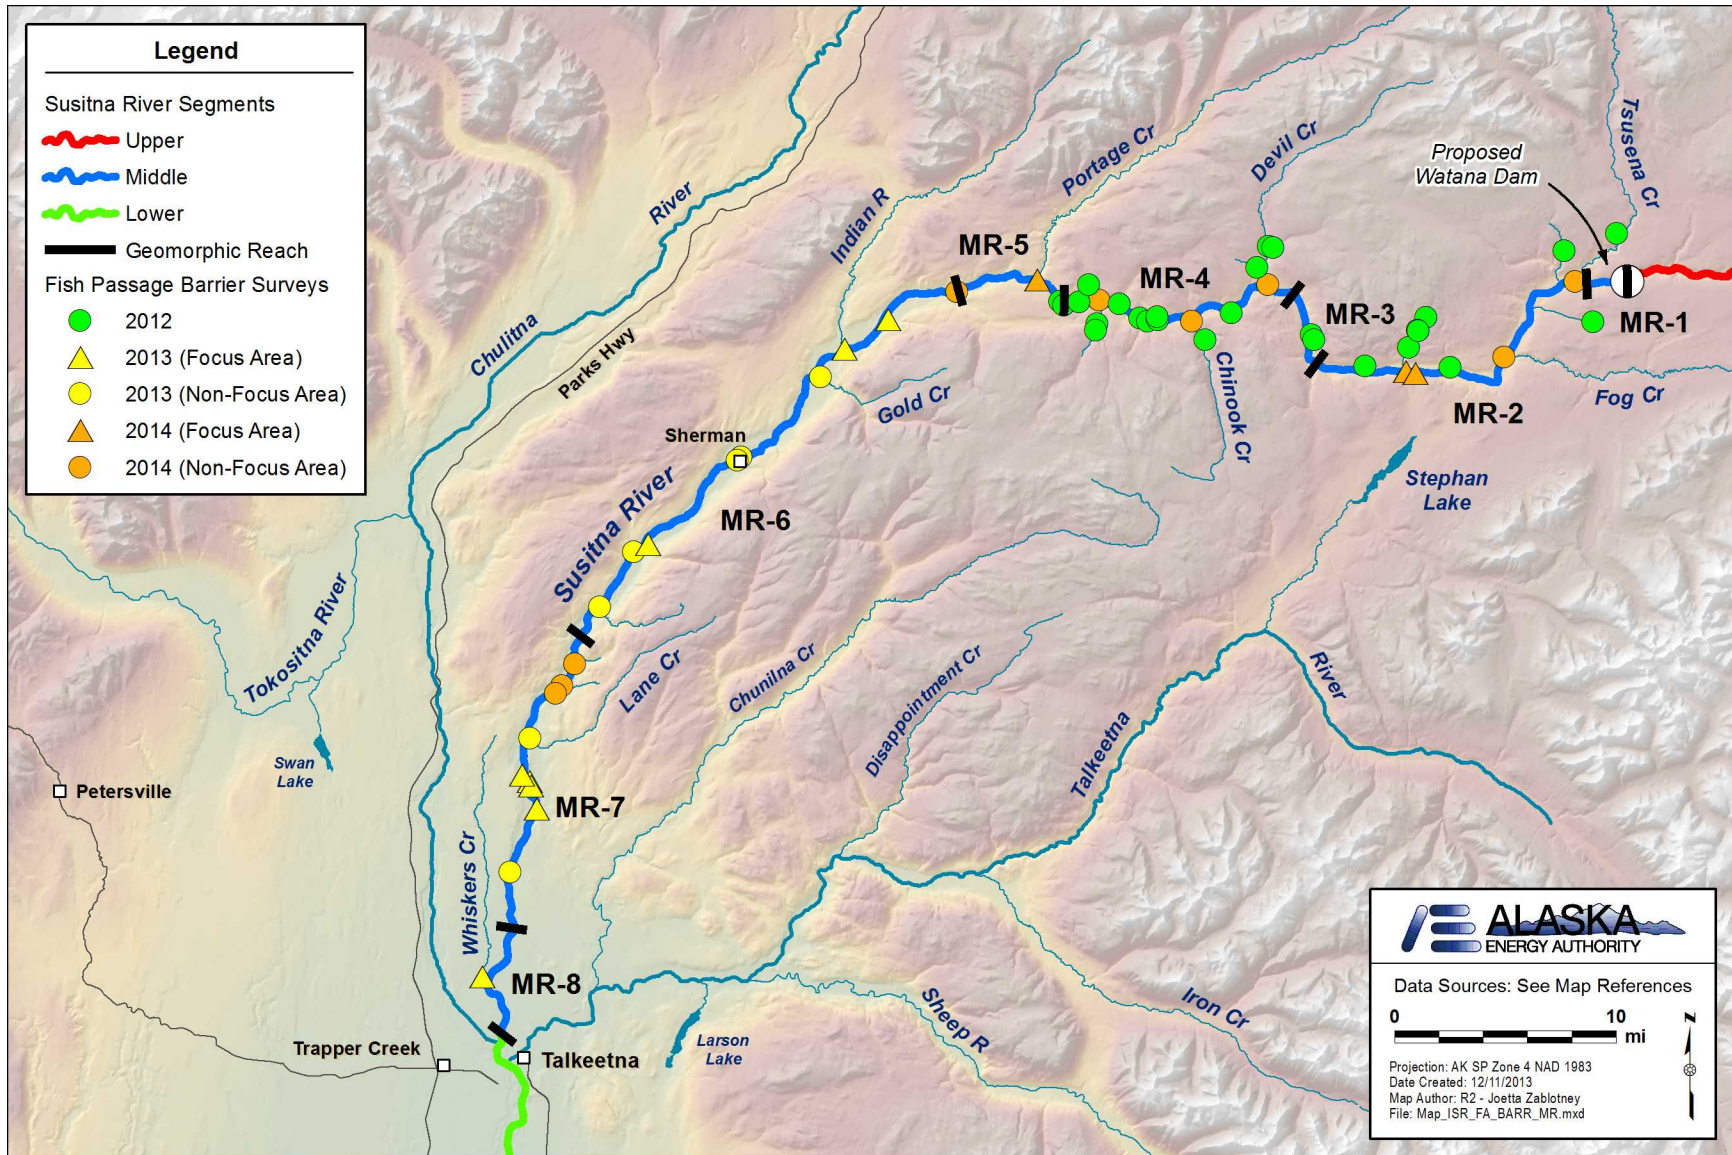 Legend
Susitna River Segments
Upper
Middle
Lower
Geomorphic Reach
Fish Passage Barrier Surveys
2012
2013 (Focus Area)
2013 (Non-Focus Area)
2014 (Focus Area)
2014 (Non-Focus Area)
Chulitna
River
Parks Hwy
Indian R
Portage Cr
Devil Cr
Proposed
Watana Dam
Tsusena Cr
MR-5
MR-4
MR-3
MR-1
MR-2
Fog Cr
Gold Cr
Chinook Cr
Stephan
Lake
Sherman
Susitna River
MR-6
Tokositna River
Swan
Lake
Petersville
Lane Cr
Chunilna Cr
Disappointment Cr
Talkeetna
River
MR-7
Whiskers Cr
MR-8
Trapper Creek
Talkeetna
Larson
Lake
Sheep R
Iron Cr
ALASKA
ENERGY AUTHORITY
Data Sources: See Map References
0 10
mi
N
Projection: AK SP Zone 4 NAD 1983
Date Created: 12/11/2013
Map Author: R2 - Joetta Zablotney
File: Map_ISR_FA_BARR_MR.mxd